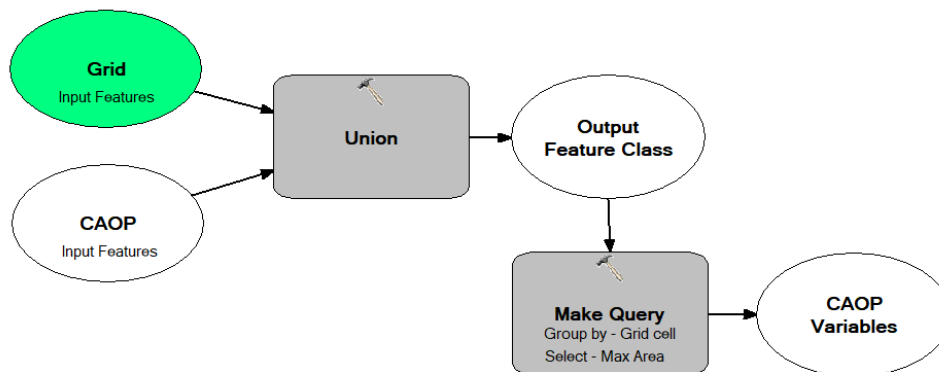 Grid
Input Features
Union
Output
Feature Class
CAOP
Input Features
Make Query
Group by - Grid cell
Select - Max Area
CAOP
Variables